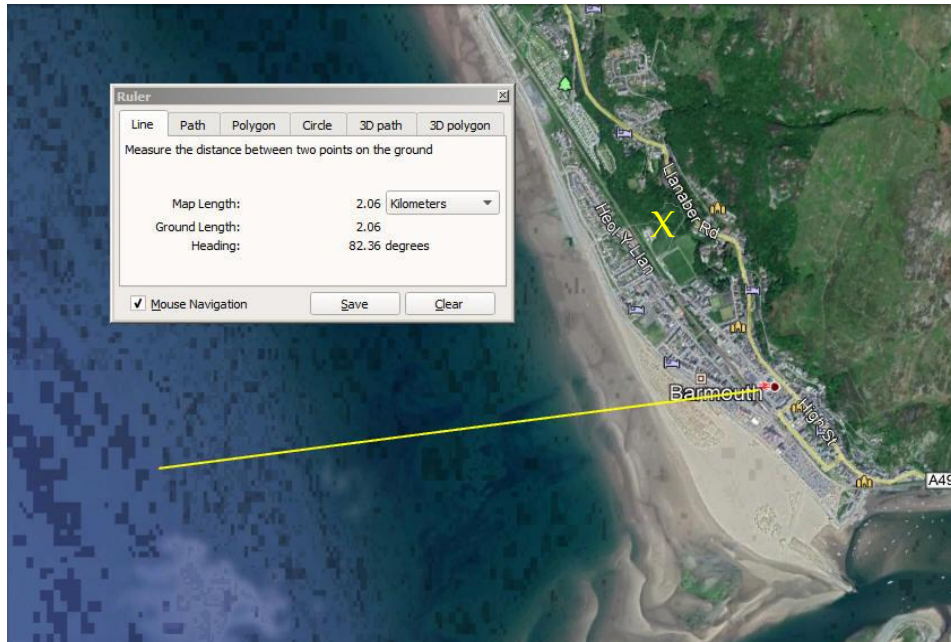 Ruler
Line Path Polygon Circle 3D path 3D polygon
Measure the distance between two points on the ground
Map Length: 2.06 Kilometers
Ground Length: 2.06
Heading: 82.36 degrees
Mouse Navigation Save Clear
Llanaber Rd
X
Heol Y Llan
Barmouth
High St
A49